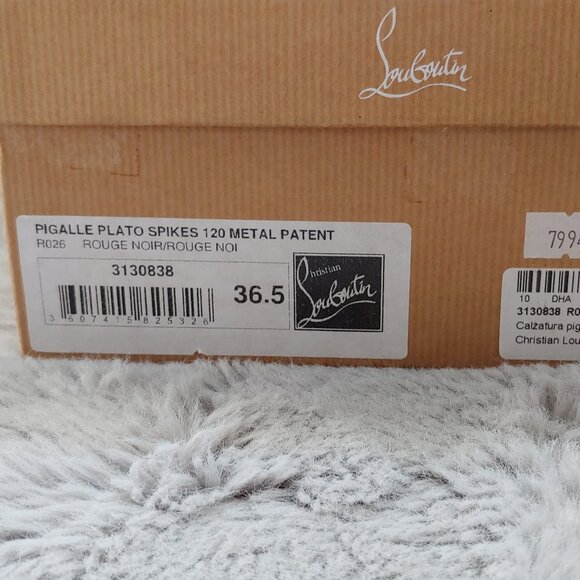 Louboutin
PIGALLE PLATO SPIKES 120 METAL PATENT
R026 ROUGE NOIR/ROUGE NOI
3130838
3607415825326
36.5
Christian
Louboutin
7994
10 DHA
3130838 R0
Calzatura pig
Christian Lou